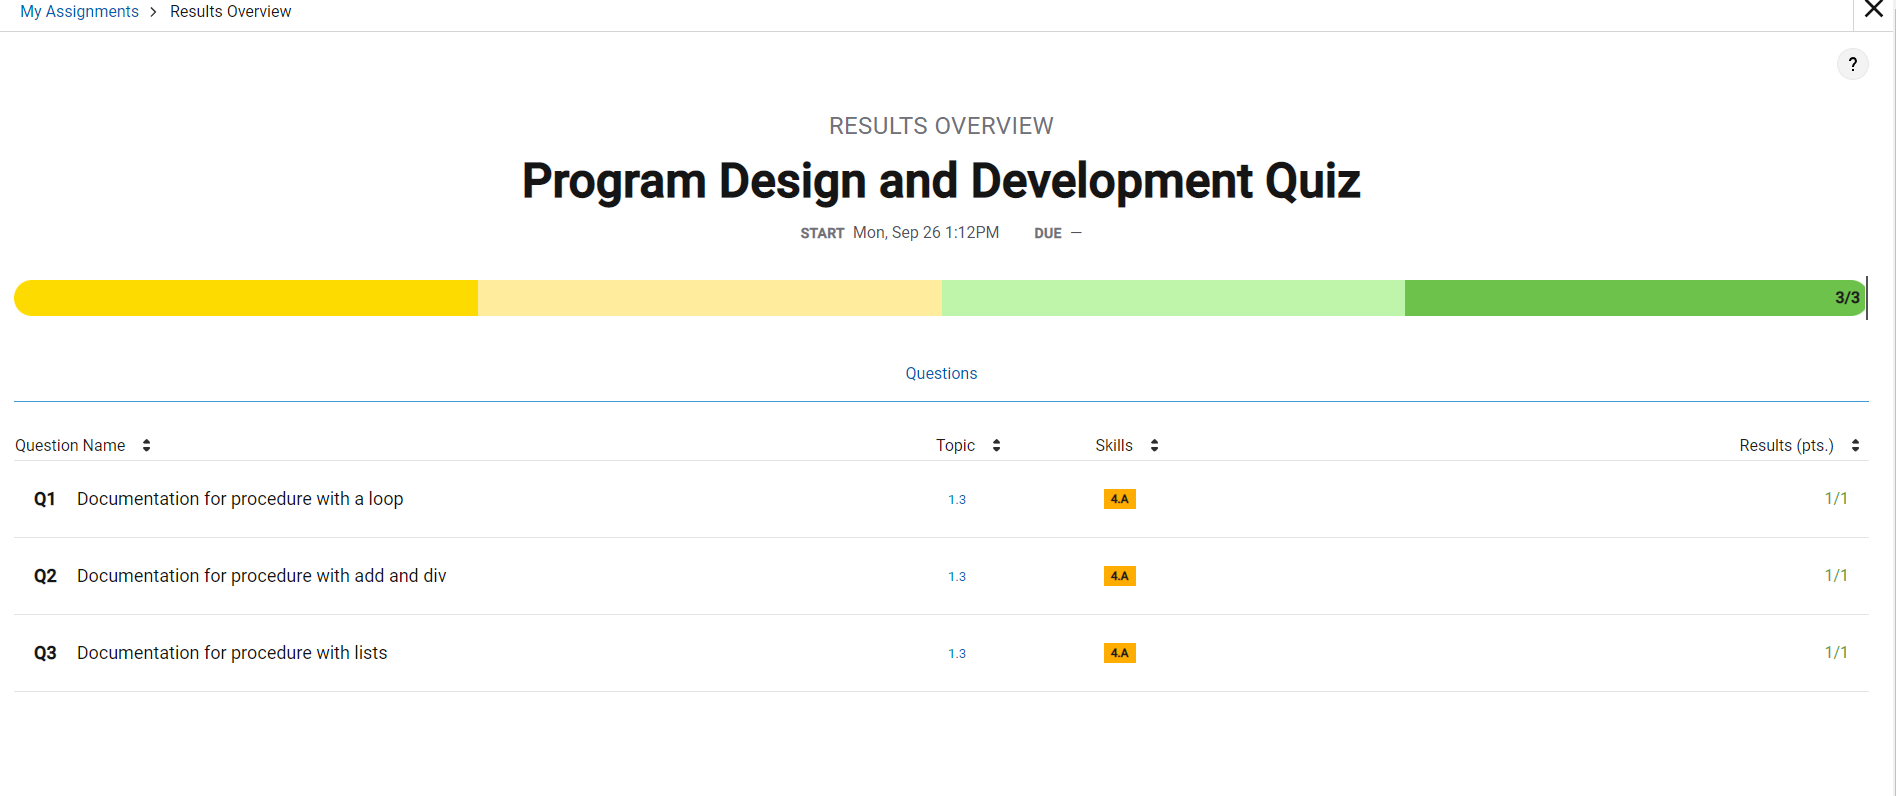 My Assignments > Results Overview
?
RESULTS OVERVIEW
Program Design and Development Quiz
START Mon, Sep 26 1:12PM DUE —
3/3
Questions
Question Name Topic Skills Results (pts.)
Q1 Documentation for procedure with a loop 1.3 4.A 1/1
Q2 Documentation for procedure with add and div 1.3 4.A 1/1
Q3 Documentation for procedure with lists 1.3 4.A 1/1